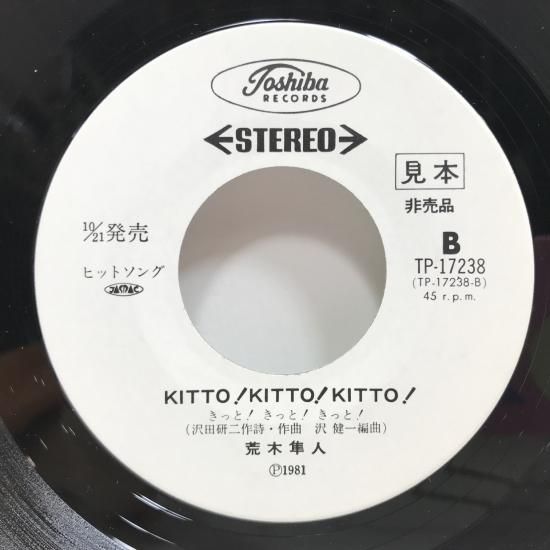 Toshiba
RECORDS
STEREO
見本
非売品
10/21発売
B
TP-17238
(TP-17238-B)
45 r.p.m.
ヒットソング
JASRAC
KITTO!KITTO!KITTO!
きっと! きっと! きっと!
(沢田研二作詩・作曲 沢 健一編曲)
荒木隼人
Ⓟ1981